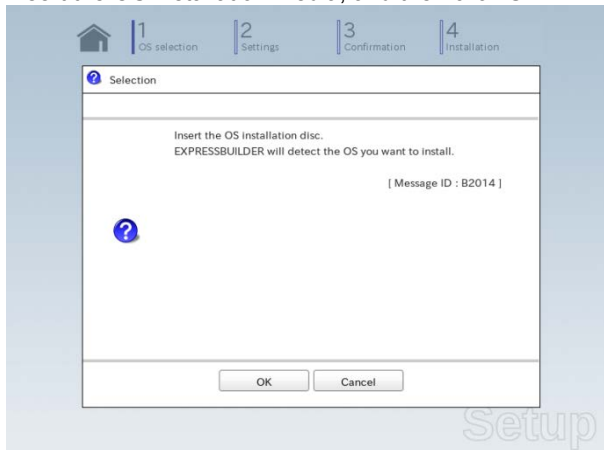 1
OS selection
2
Settings
3
Confirmation
4
Installation
Selection
Insert the OS installation disc.
EXPRESSBUILDER will detect the OS you want to install.
[ Message ID : B2014 ]
OK
Cancel
Setup